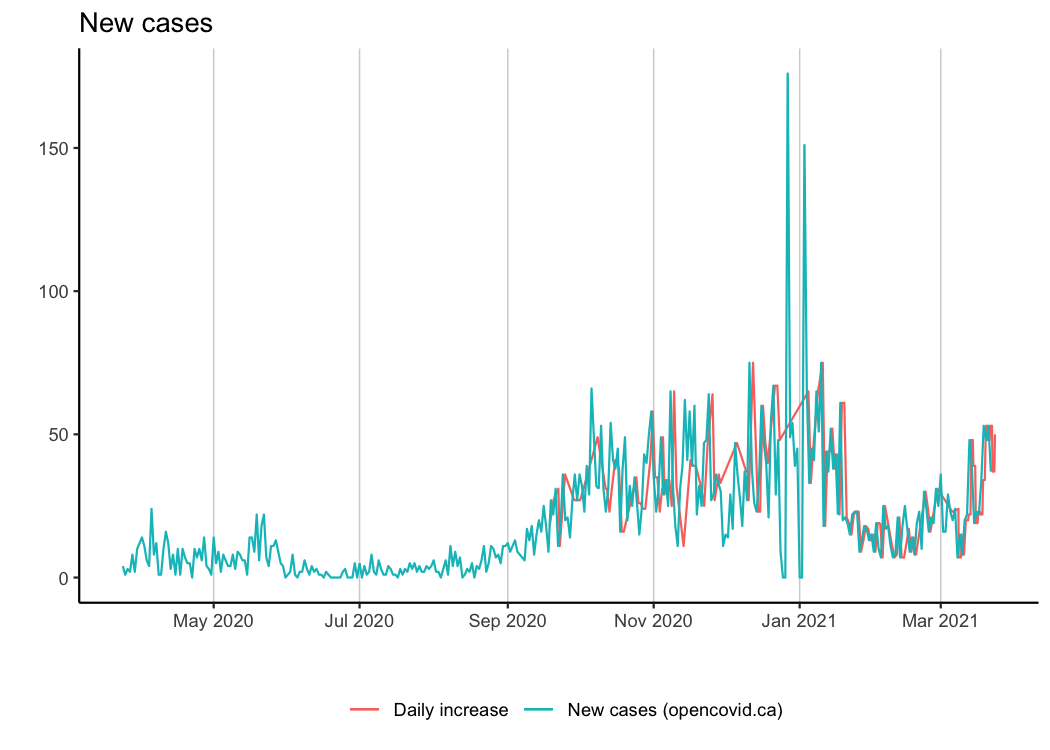 New cases
150
100
50
0
May 2020 Jul 2020 Sep 2020 Nov 2020 Jan 2021 Mar 2021
Daily increase New cases (opencovid.ca)